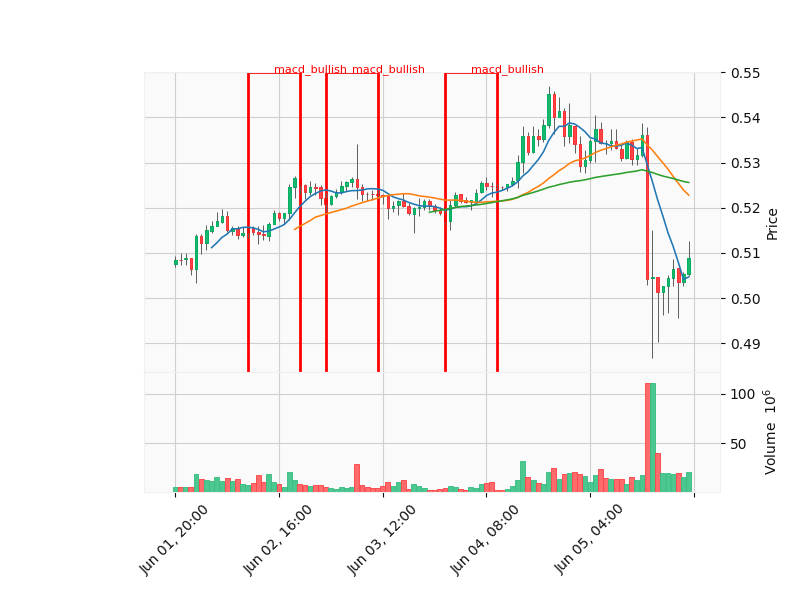 macd_bullish macd_bullish macd_bullish
0.55
0.54
0.53
0.52
0.51
0.50
0.49
Price
100
50
Volume 10^6
Jun 01, 20:00
Jun 02, 16:00
Jun 03, 12:00
Jun 04, 08:00
Jun 05, 04:00